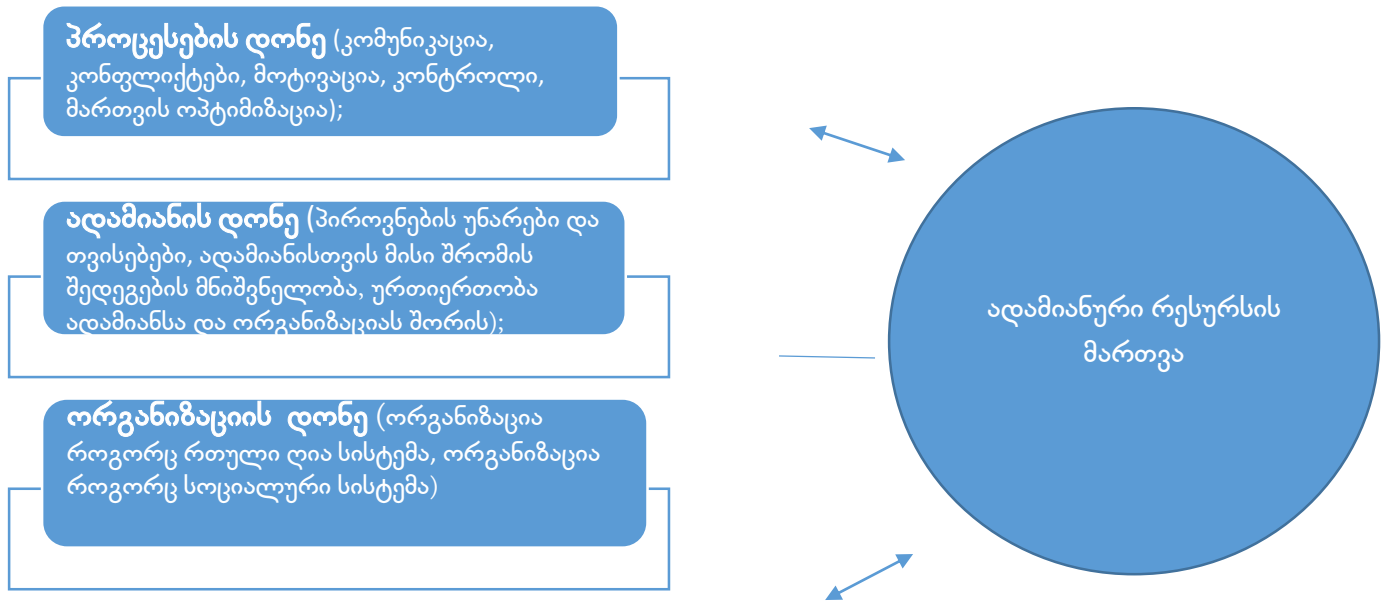 პროცესების დონე (კომუნიკაცია,
კონფლიქტები, მოტივაცია, კონტროლი,
მართვის ოპტიმიზაცია);
ადამიანის დონე (პიროვნების უნარები და
თვისებები, ადამიანისთვის მისი შრომის
შედეგების მნიშვნელობა, ურთიერთობა
ადამიანსა და ორგანიზაციას შორის);
ორგანიზაციის დონე (ორგანიზაცია
როგორც რთული ღია სისტემა, ორგანიზაცია
როგორც სოციალური სისტემა)
ადამიანური რესურსის
მართვა